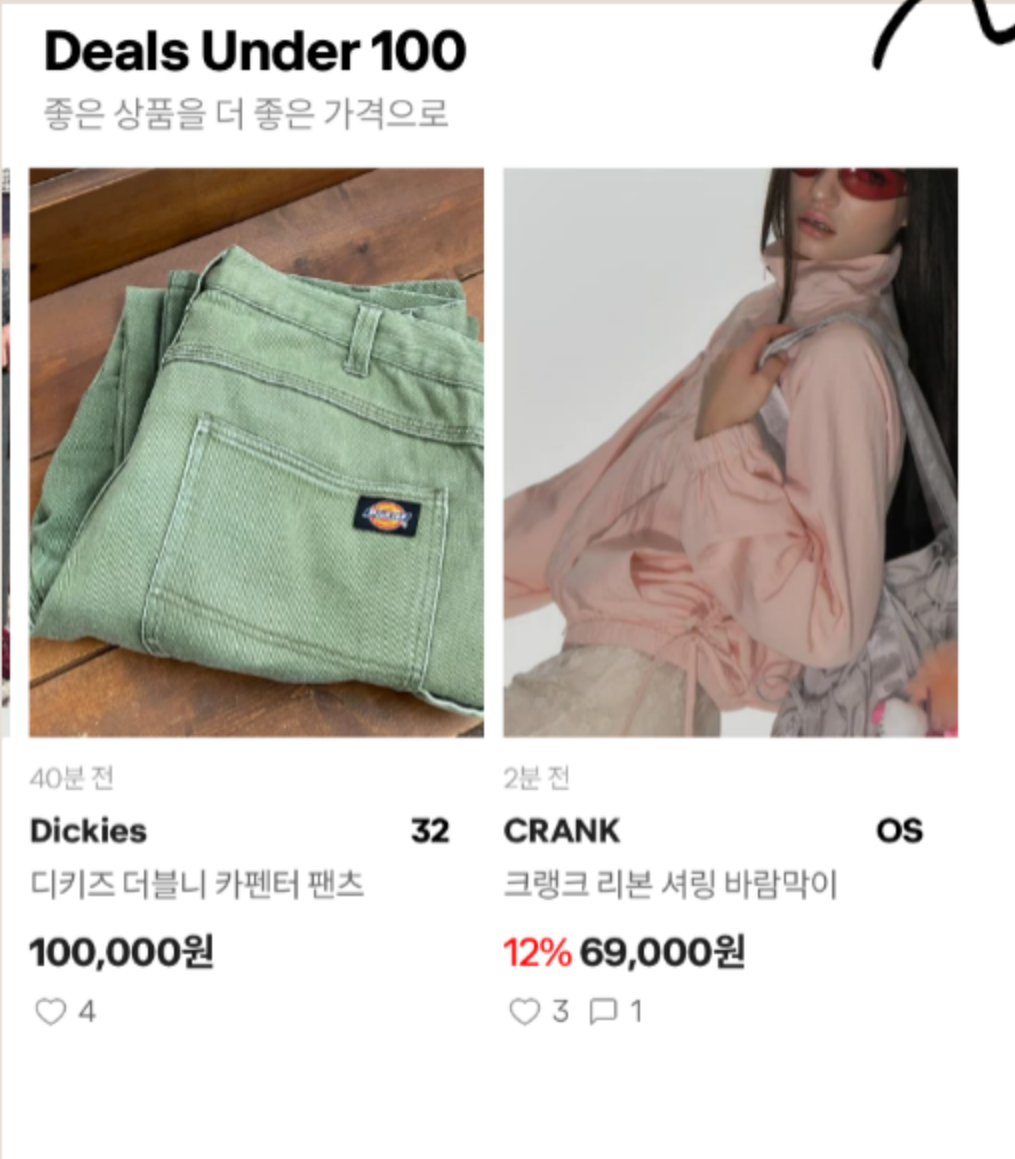 Deals Under 100
좋은 상품을 더 좋은 가격으로
Dickies
40분 전
Dickies 32
디키즈 더블니 카펜터 팬츠
100,000원
4
2분 전
CRANK OS
크랭크 리본 셔링 바람막이
12% 69,000원
3 1